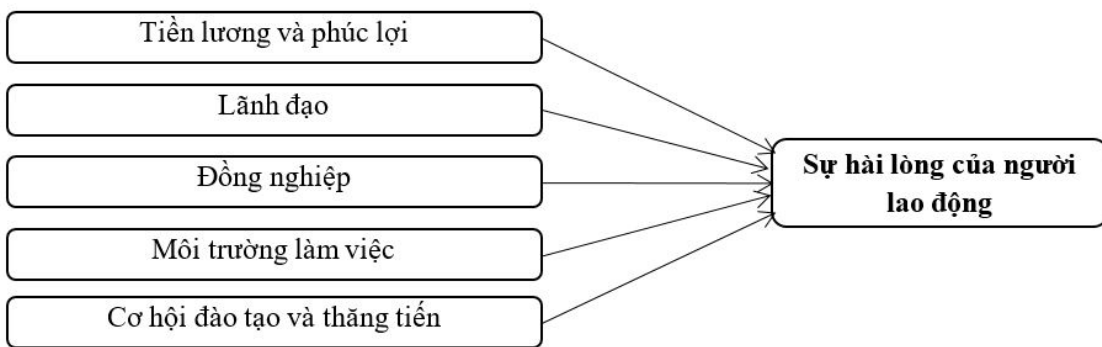 Tiền lương và phúc lợi
Lãnh đạo
Đồng nghiệp
Môi trường làm việc
Cơ hội đào tạo và thăng tiến
Sự hài lòng của người
lao động